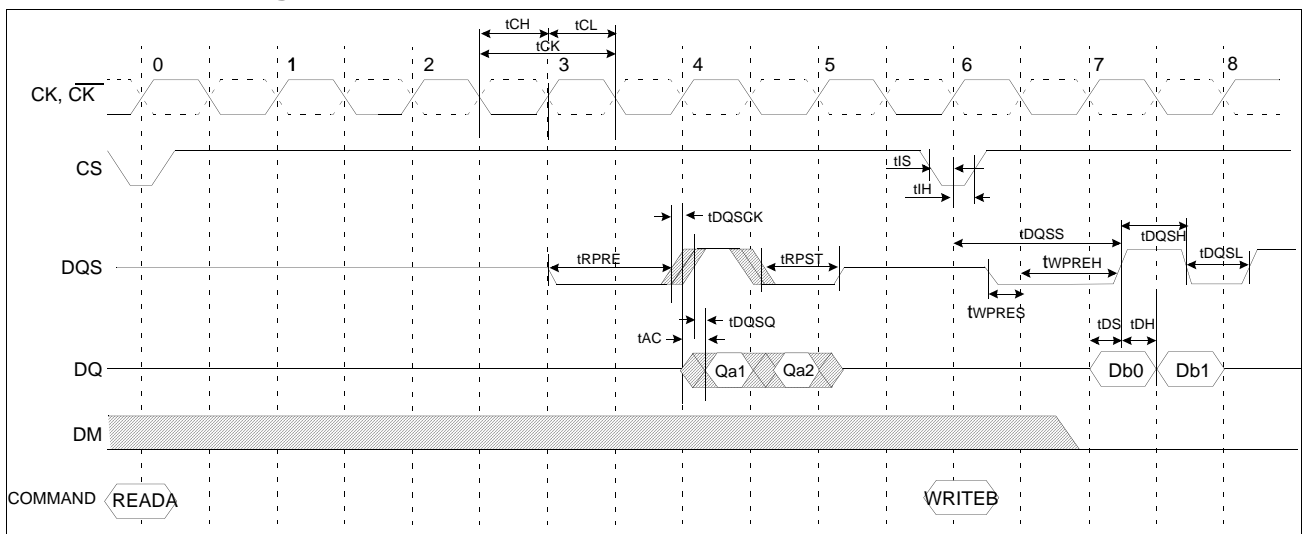 tCH tCL
tCK
0 1 2 3 4 5 6 7 8
CK, CK
CS
tIS
tIH
tDQSCK
tDQSS
tDQSH
tRPRE
tRPST
tWPREH
tDQSL
DQS
tWPRES
tDQSQ
tAC
tDS tDH
DQ
Qa1 Qa2 Db0 Db1
DM
COMMAND READA WRITEB